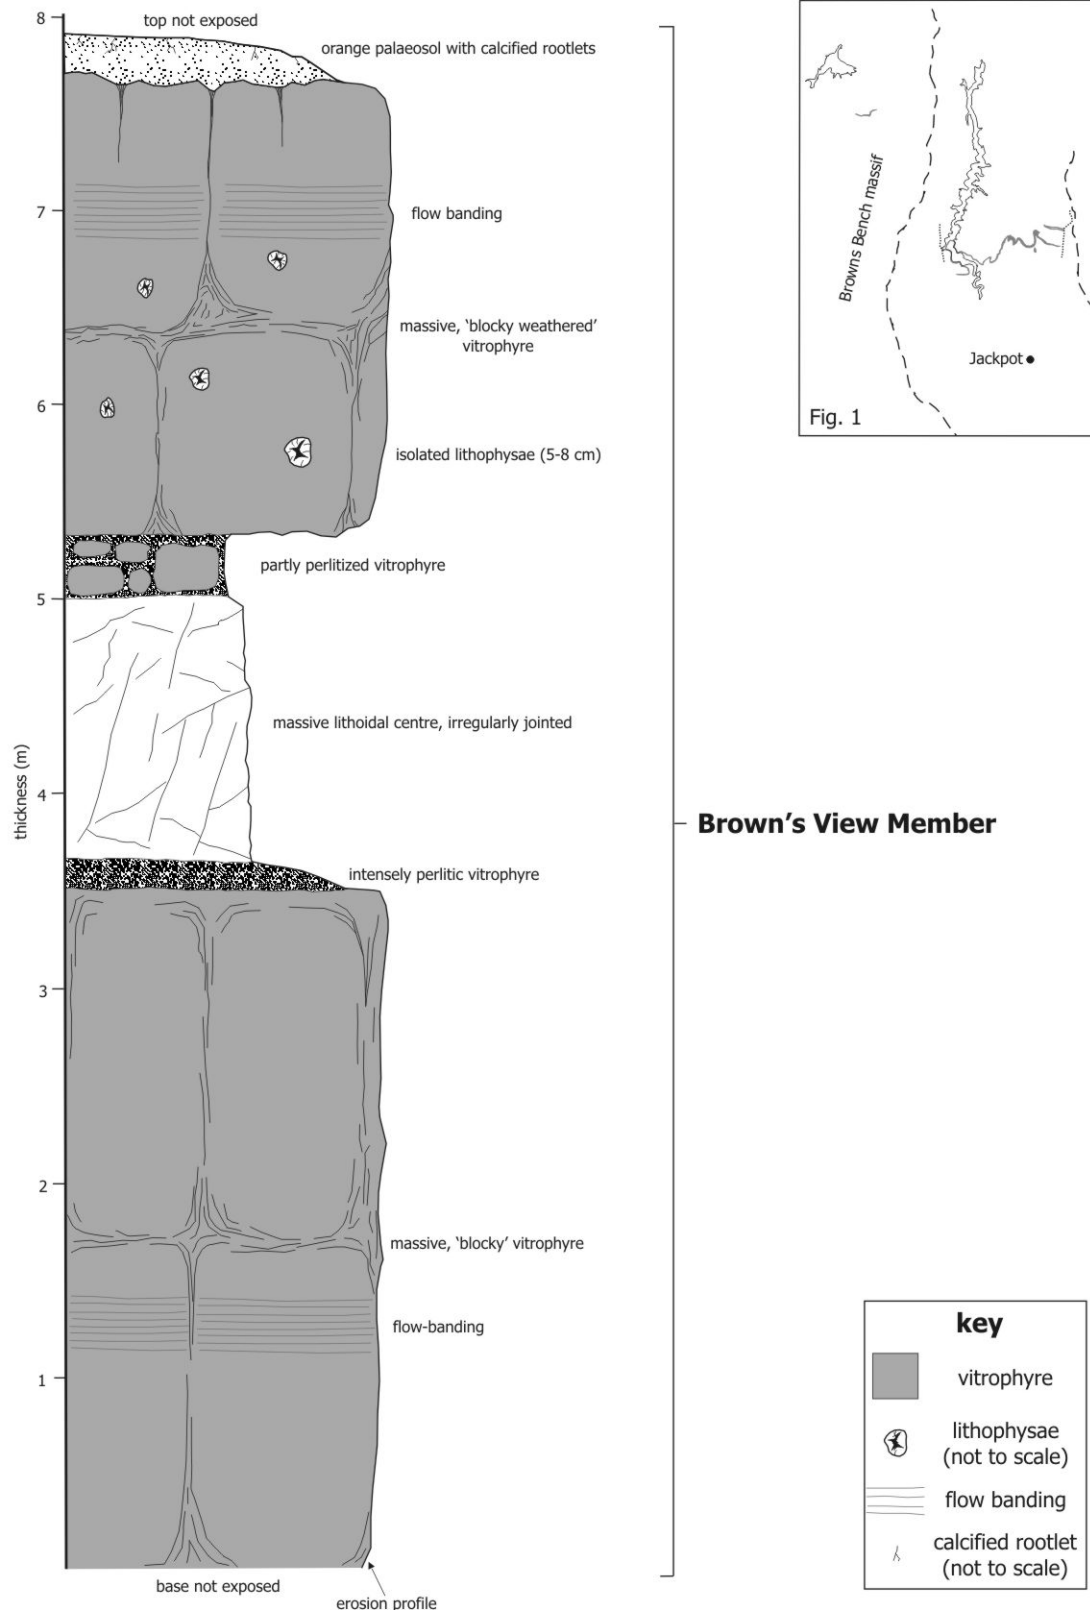 8
top not exposed
orange palaeosol with calcified rootlets
7
flow banding
massive, ‘blocky weathered’
vitrophyre
6
isolated lithophysae (5-8 cm)
partly perlitized vitrophyre
5
massive lithoidal centre, irregularly jointed
thickness (m)
4
Brown’s View Member
intensely perlitic vitrophyre
3
2
massive, ‘blocky’ vitrophyre
flow-banding
1
base not exposed
erosion profile
Browns Bench massif
Jackpot
Fig. 1
key
vitrophyre
lithophysae
(not to scale)
flow banding
calcified rootlet
(not to scale)